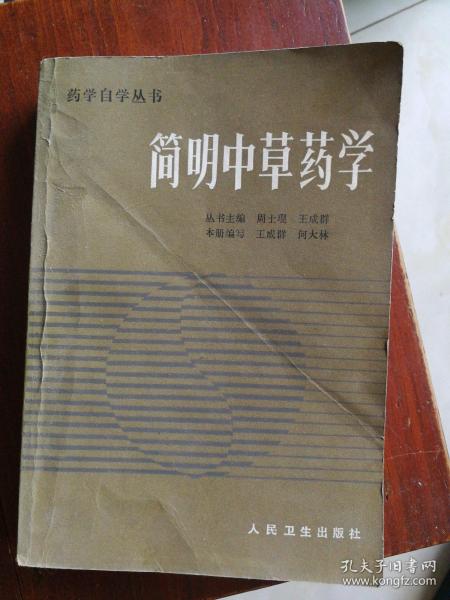 药学自学丛书
简明中草药学
丛书主编 周士琨 王成群
本册编写 王成群 何大林
人民卫生出版社
孔夫子旧书网
www.kongfz.com